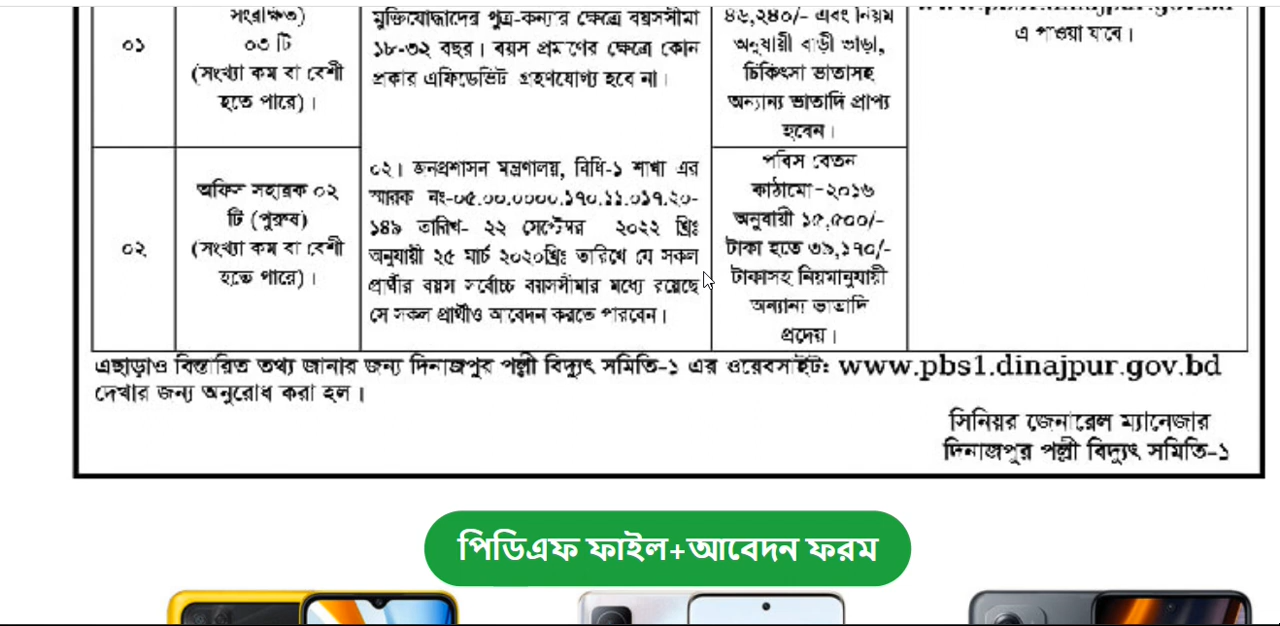 সংরক্ষিত)
০১
০৩ টি
(সংখ্যা কম বা বেশী
হতে পারে)।
মুক্তিযোদ্ধাদের পুত্র-কন্যার ক্ষেত্রে বয়সসীমা
১৮-৩২ বছর। বয়স প্রমাণের ক্ষেত্রে কোন
প্রকার এফিডেভিট গ্রহণযোগ্য হবে না।
৪৬,২৪০/- এবং নিয়ম
অনুযায়ী বাড়ী ভাড়া,
চিকিৎসা ভাতাসহ
অন্যান্য ভাতাদি প্রাপ্য
হবেন।
এ পাওয়া যাবে।
০২
অফিস সহায়ক ০২
টি (পুরুষ)
(সংখ্যা কম বা বেশী
হতে পারে)।
০২। জনপ্রশাসন মন্ত্রণালয়, বিধি-১ শাখা এর
স্মারক নং-০৫.০০.০০০০.১৭০.১১.০১৭.২০-
১৪৯ তারিখ- ২২ সেপ্টেম্বর ২০২২ খ্রিঃ
অনুযায়ী ২৫ মার্চ ২০২০খ্রিঃ তারিখে যে সকল
প্রার্থীর বয়স সর্বোচ্চ বয়সসীমার মধ্যে রয়েছে
সে সকল প্রার্থীও আবেদন করতে পারবেন।
পবিস বেতন
কাঠামো-২০১৬
অনুযায়ী ১৫,৫০০/-
টাকা হতে ৩৯,১৭০/-
টাকাসহ নিয়মানুযায়ী
অন্যান্য ভাতাদি
প্রদেয়।
এছাড়াও বিস্তারিত তথ্য জানার জন্য দিনাজপুর পল্লী বিদ্যুৎ সমিতি-১ এর ওয়েবসাইটঃ www.pbs1.dinajpur.gov.bd
দেখার জন্য অনুরোধ করা হল।
সিনিয়র জেনারেল ম্যানেজার
দিনাজপুর পল্লী বিদ্যুৎ সমিতি-১
পিডিএফ ফাইল+আবেদন ফরম